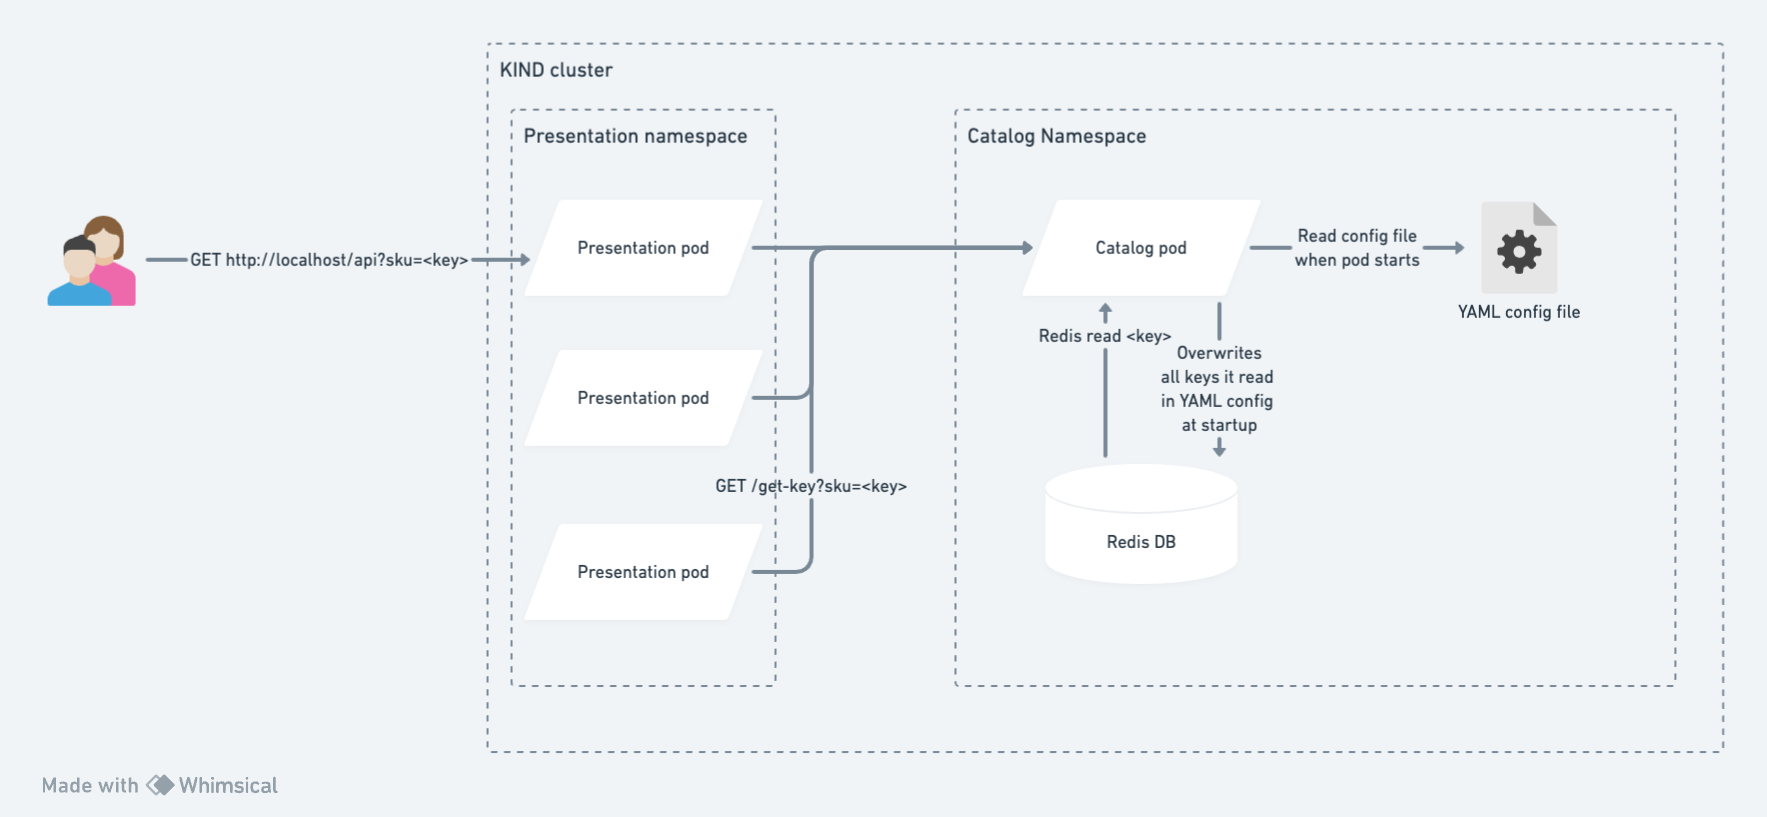 KIND cluster
Presentation namespace
Catalog Namespace
Presentation pod
GET http://localhost/api?sku=<key>
Catalog pod
Read config file
when pod starts
YAML config file
Redis read <key>
Overwrites
all keys it read
in YAML config
at startup
Presentation pod
GET /get-key?sku=<key>
Redis DB
Presentation pod
Made with Whimsical